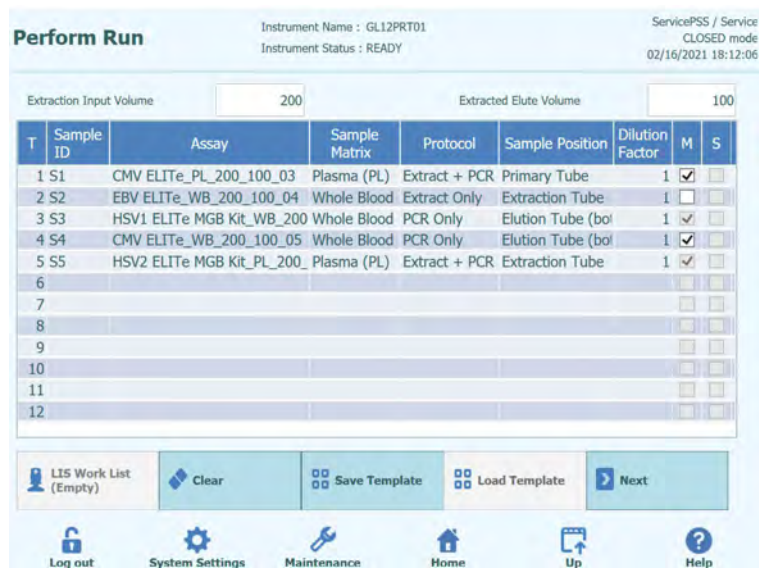 Perform Run
Instrument Name : GL12PRT01
Instrument Status : READY
ServicePSS / Service
CLOSED mode
02/16/2021 18:12:06
Extraction Input Volume 200 Extracted Elute Volume 100
T Sample ID Assay Sample Matrix Protocol Sample Position Dilution Factor M S
1 S1 CMV ELITe_PL_200_100_03 Plasma (PL) Extract + PCR Primary Tube 1
2 S2 EBV ELITe_WB_200_100_04 Whole Blood Extract Only Extraction Tube 1
3 S3 HSV1 ELITe MGB Kit_WB_200 Whole Blood PCR Only Elution Tube (bot 1
4 S4 CMV ELITe_WB_200_100_05 Whole Blood PCR Only Elution Tube (bot 1
5 S5 HSV2 ELITe MGB Kit_PL_200_ Plasma (PL) Extract + PCR Extraction Tube 1
6
7
8
9
10
11
12
LIS Work List (Empty) Clear Save Template Load Template Next
Log out System Settings Maintenance Home Up Help